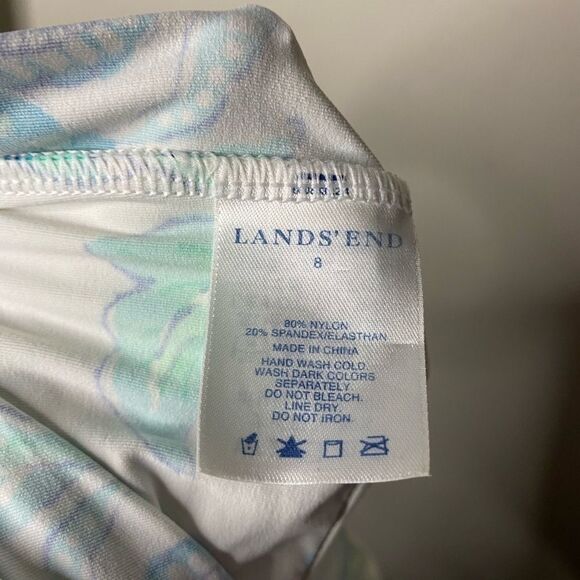 LANDS' END
8
80% NYLON
20% SPANDEX/ELASTHAN
MADE IN CHINA
HAND WASH COLD.
WASH DARK COLORS
SEPARATELY.
DO NOT BLEACH.
LINE DRY.
DO NOT IRON.